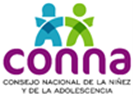 conna
CONSEJO NACIONAL DE LA NIÑEZ
Y DE LA ADOLESCENCIA